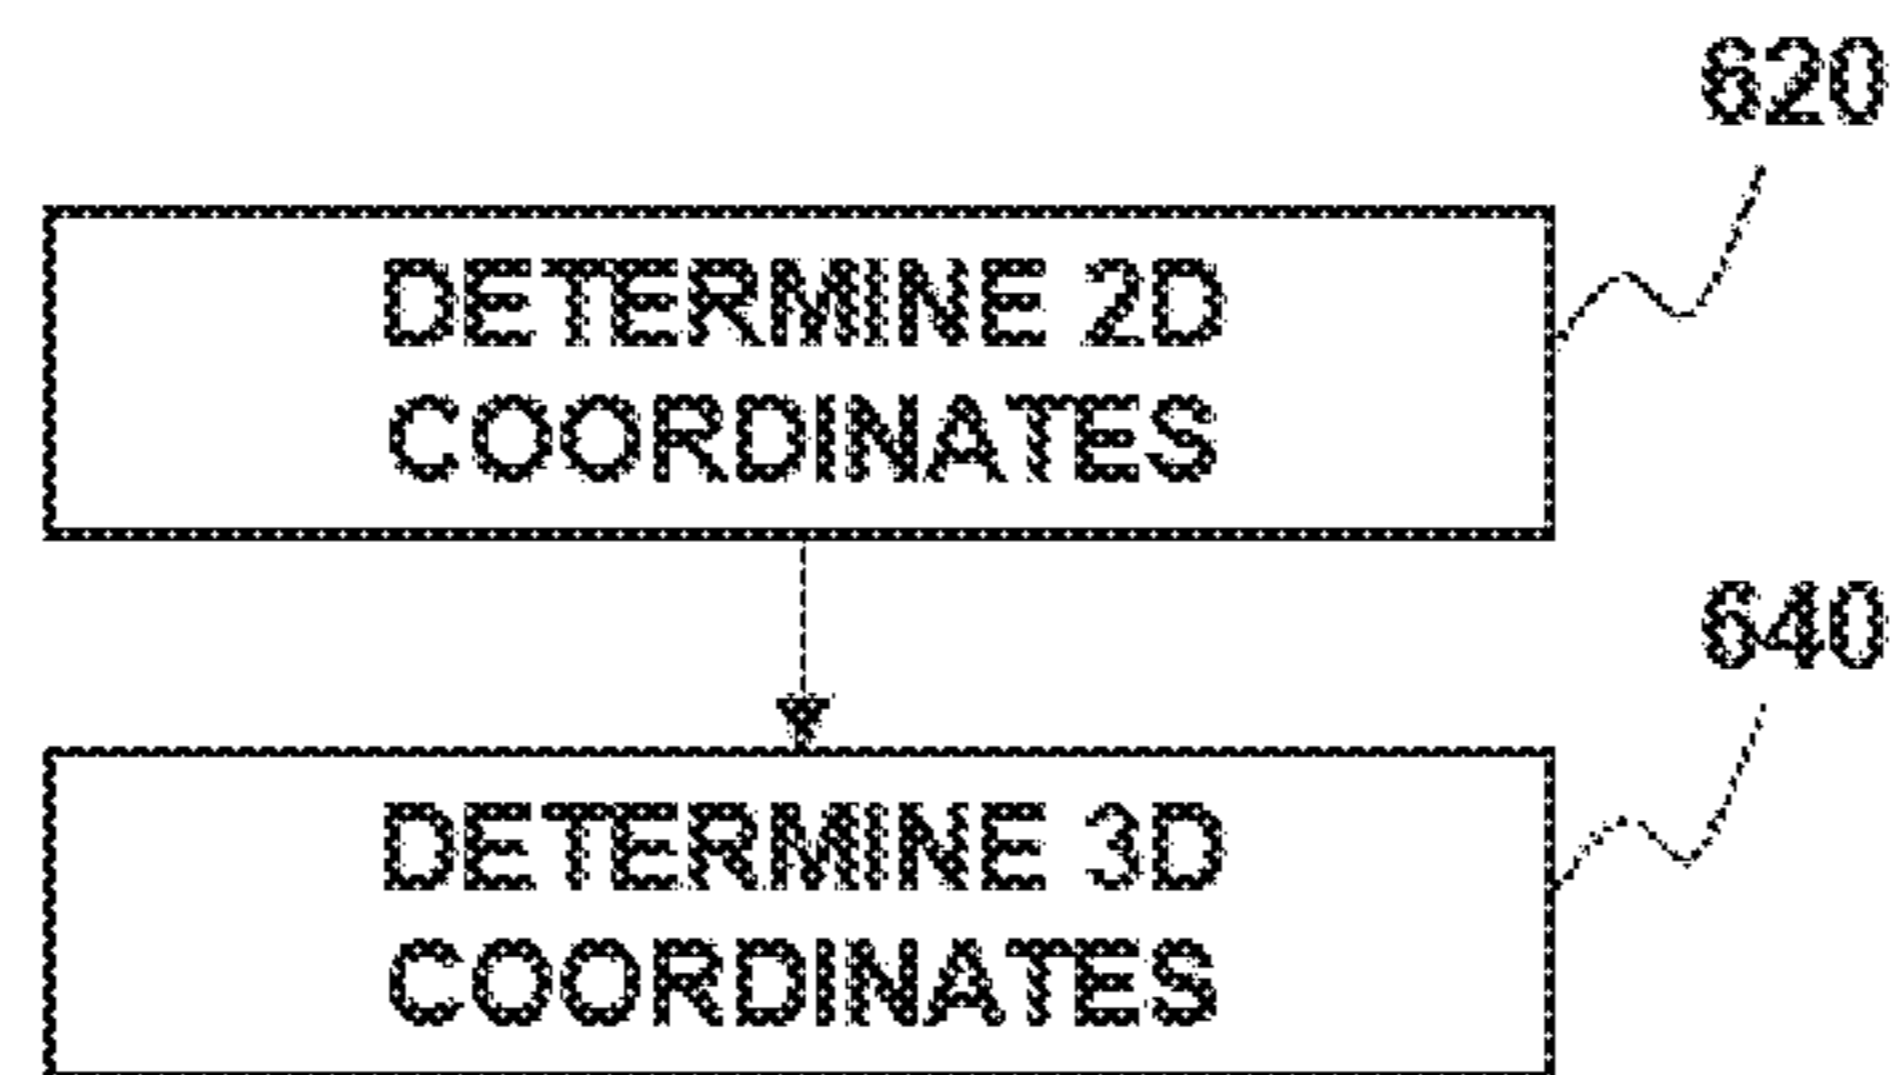 620
DETERMINE 2D
COORDINATES
640
DETERMINE 3D
COORDINATES